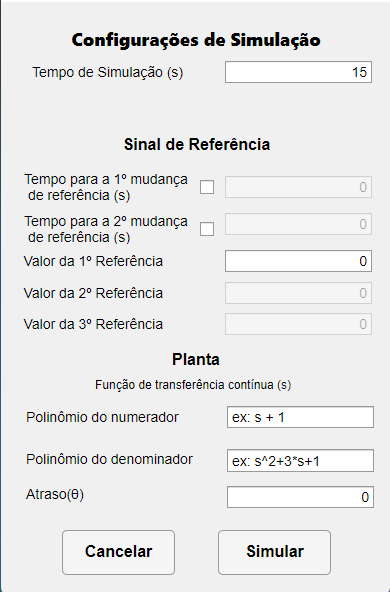 Configurações de Simulação
Tempo de Simulação (s) 15
Sinal de Referência
Tempo para a 1º mudança
de referência (s) 0
Tempo para a 2º mudança
de referência (s) 0
Valor da 1º Referência 0
Valor da 2º Referência 0
Valor da 3º Referência 0
Planta
Função de transferência contínua (s)
Polinômio do numerador ex: s + 1
Polinômio do denominador ex: s^2+3*s+1
Atraso(θ) 0
Cancelar Simular